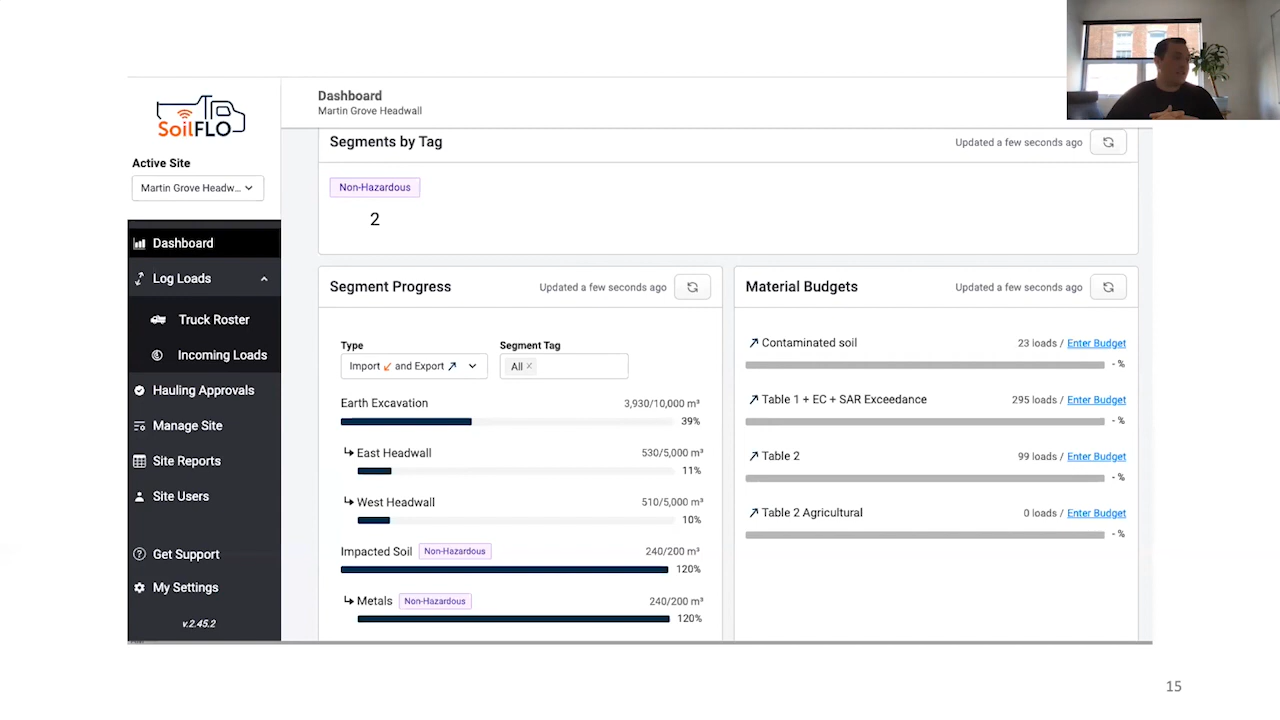 SoilFLO
Active Site
Martin Grove Headw...
Dashboard
Log Loads
Truck Roster
Incoming Loads
Hauling Approvals
Manage Site
Site Reports
Site Users
Get Support
My Settings
v.2.45.2
Dashboard
Martin Grove Headwall
Segments by Tag
Updated a few seconds ago
Non-Hazardous
2
Segment Progress
Updated a few seconds ago
Type
Segment Tag
Import and Export
All ×
Earth Excavation 3,930/10,000 m³
39%
East Headwall 530/5,000 m³
11%
West Headwall 510/5,000 m³
10%
Impacted Soil Non-Hazardous 240/200 m³
120%
Metals Non-Hazardous 240/200 m³
120%
Material Budgets
Updated a few seconds ago
Contaminated soil 23 loads / Enter Budget
- %
Table 1 + EC + SAR Exceedance 295 loads / Enter Budget
- %
Table 2 99 loads / Enter Budget
- %
Table 2 Agricultural 0 loads / Enter Budget
- %
15